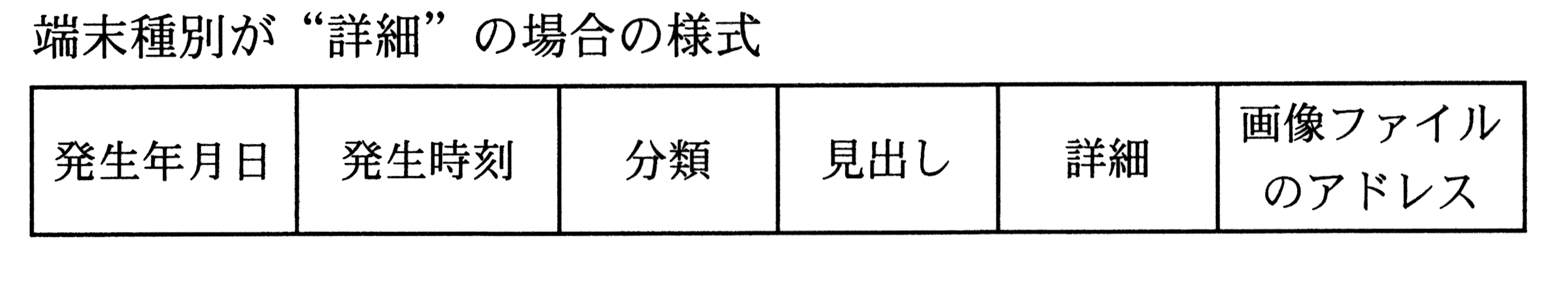 端末種別が“詳細”の場合の様式
発生年月日 発生時刻 分類 見出し 詳細 画像ファイル
のアドレス